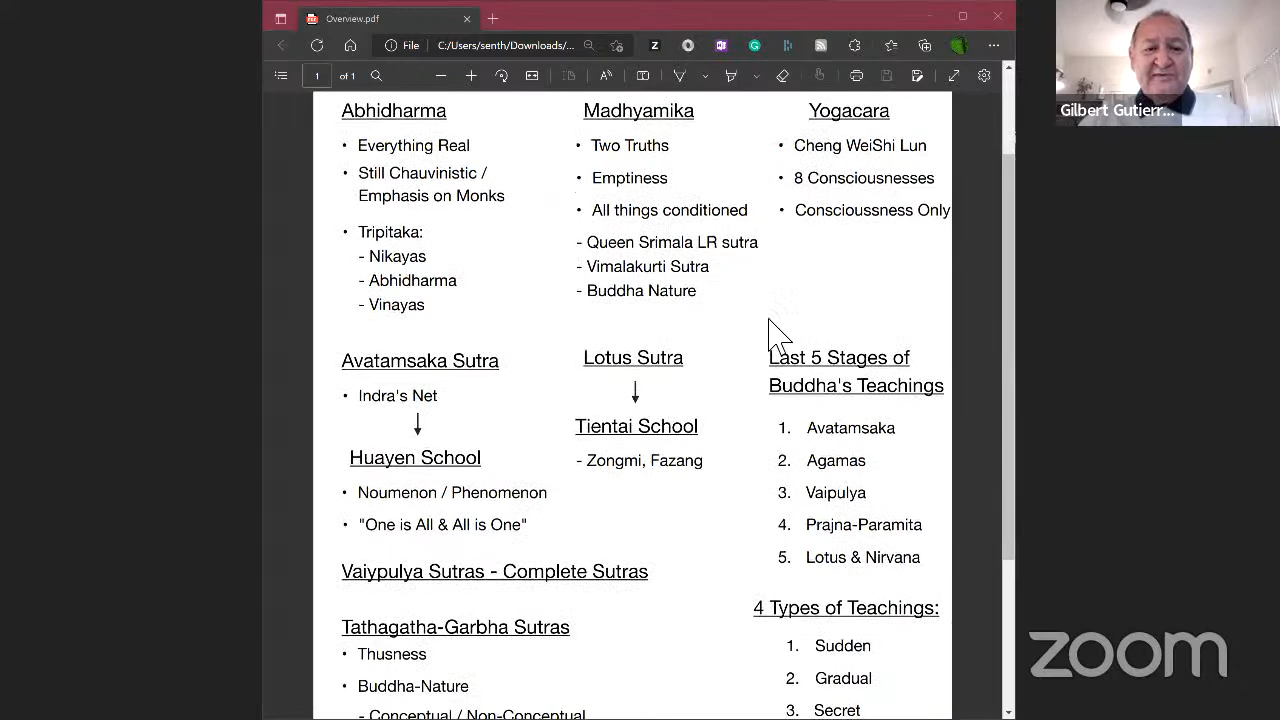 Overview.pdf
File
C:/Users/senth/Downloads/...
1 of 1
Abhidharma
• Everything Real
• Still Chauvinistic /
Emphasis on Monks
• Tripitaka:
- Nikayas
- Abhidharma
- Vinayas
Madhyamika
• Two Truths
• Emptiness
• All things conditioned
- Queen Srimala LR sutra
- Vimalakurti Sutra
- Buddha Nature
Yogacara
• Cheng WeiShi Lun
• 8 Consciousnesses
• Conscioussness Only
Avatamsaka Sutra
• Indra's Net
Huayen School
• Noumenon / Phenomenon
• "One is All & All is One"
Lotus Sutra
Tientai School
- Zongmi, Fazang
Last 5 Stages of
Buddha's Teachings
1. Avatamsaka
2. Agamas
3. Vaipulya
4. Prajna-Paramita
5. Lotus & Nirvana
Vaiypulya Sutras - Complete Sutras
Tathagatha-Garbha Sutras
• Thusness
• Buddha-Nature
- Conceptual / Non-Conceptual
4 Types of Teachings:
1. Sudden
2. Gradual
3. Secret
Gilbert Gutierr...
zoom